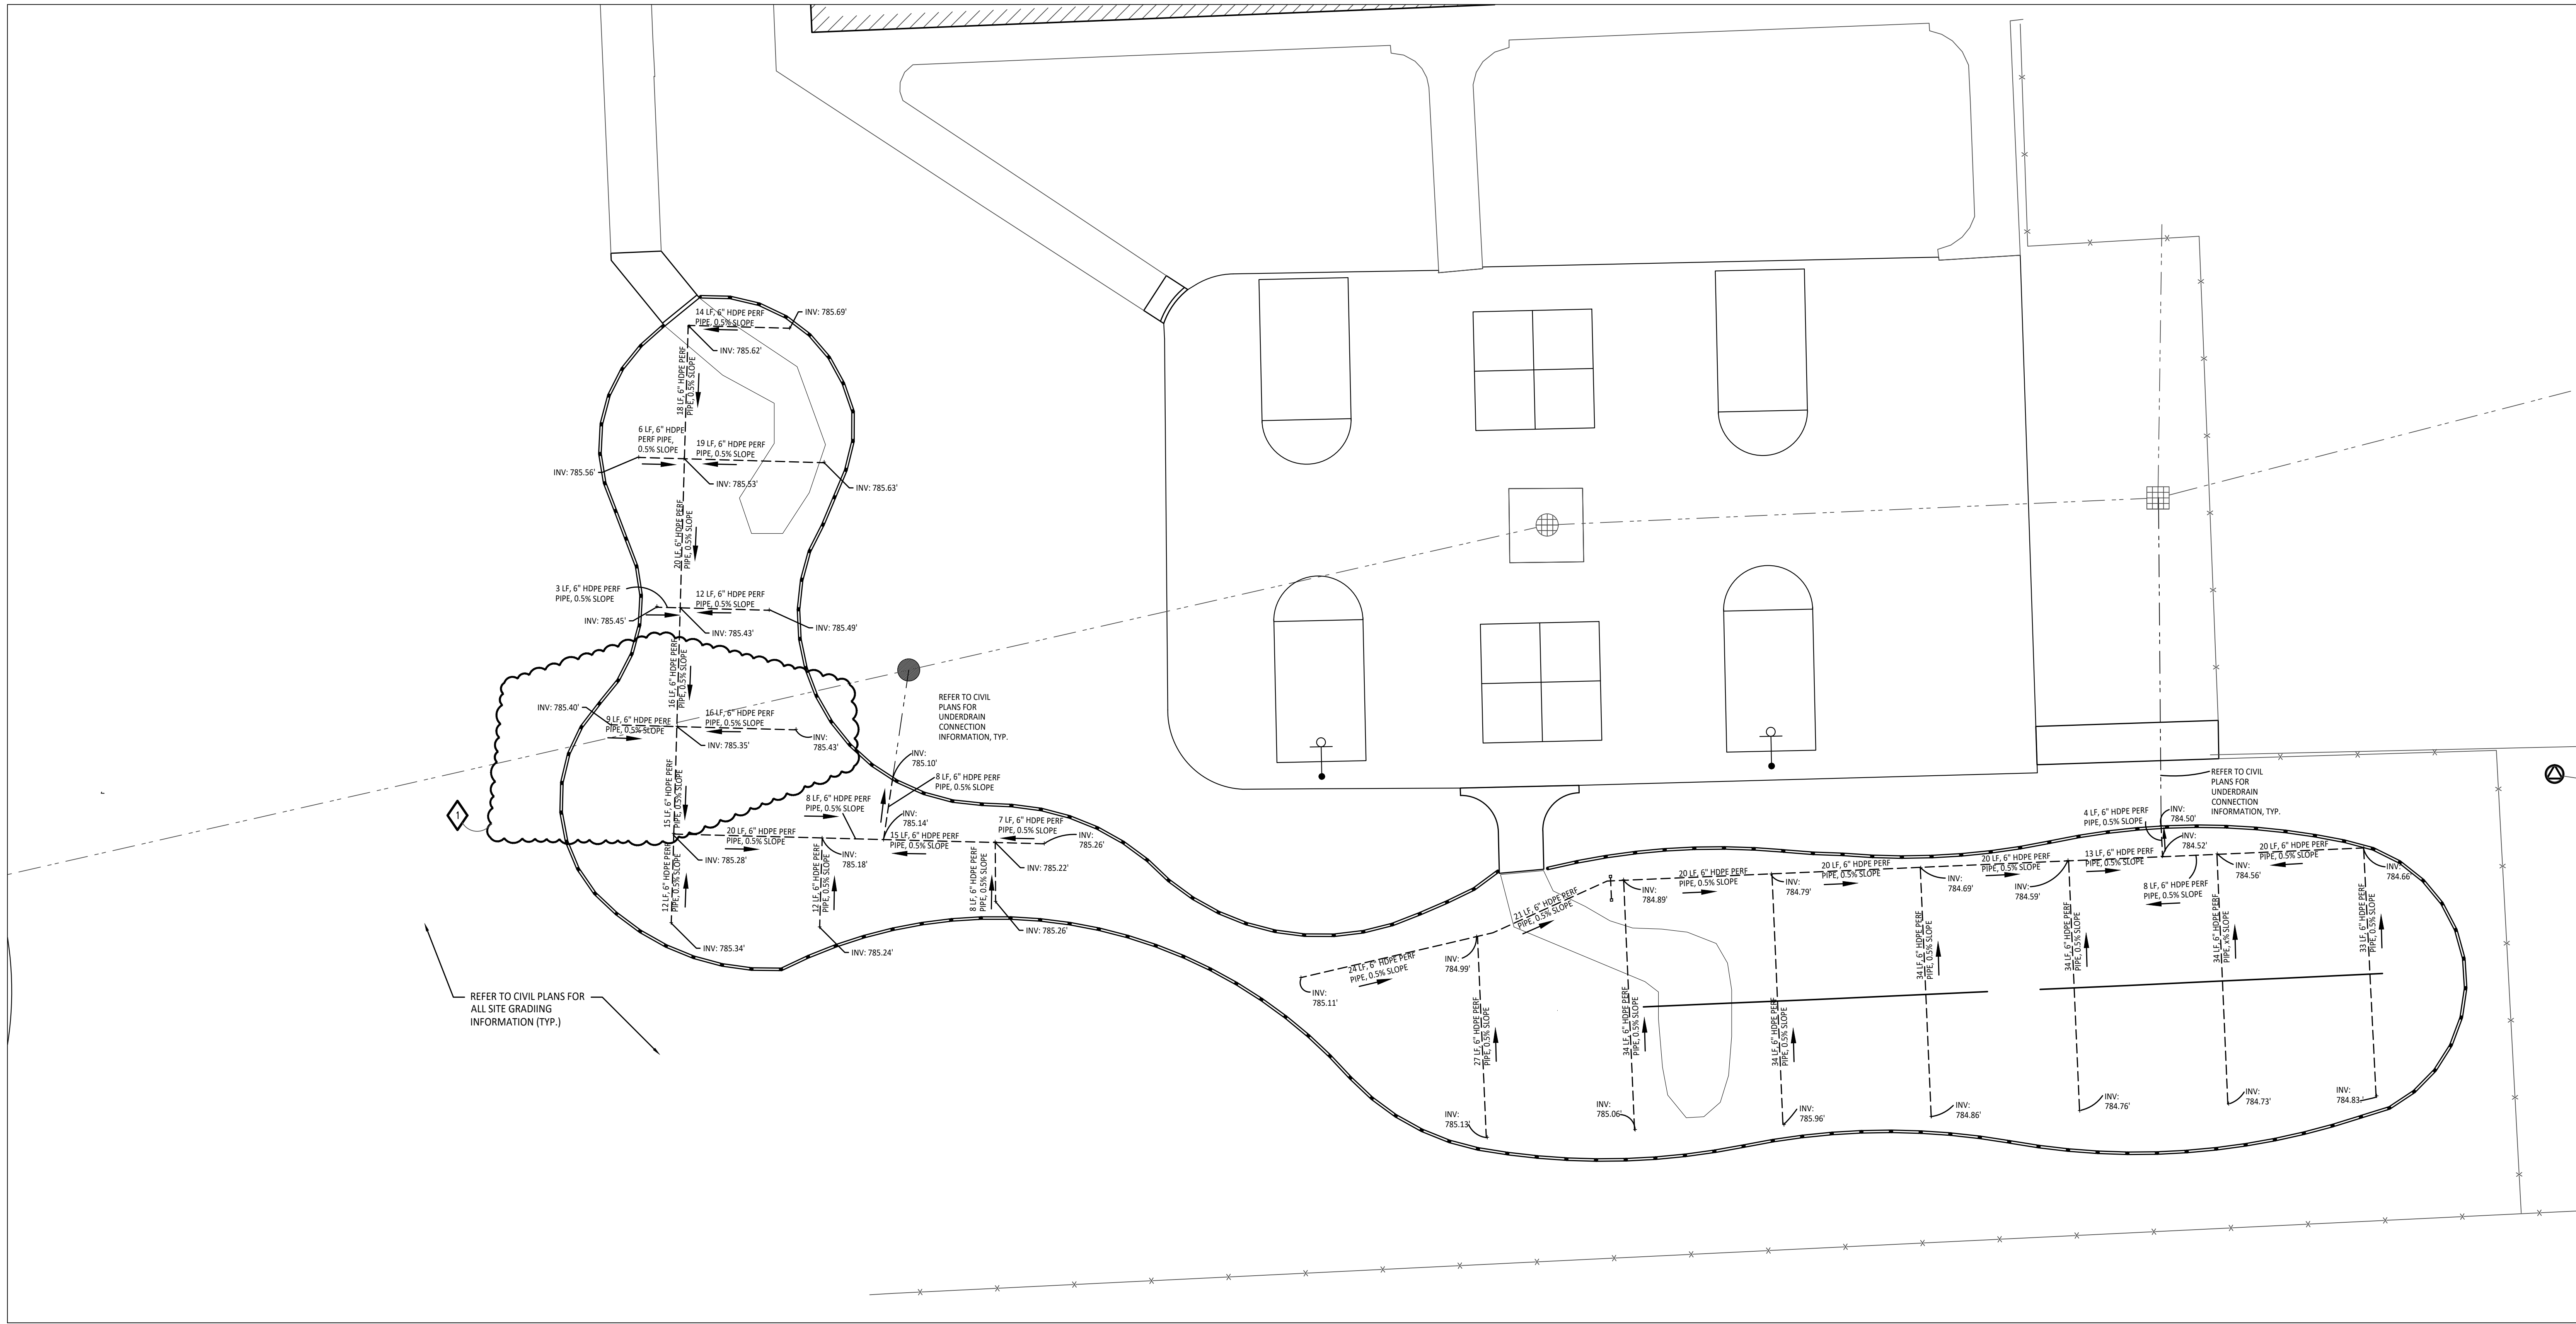 14 LF, 6" HDPE PERF
PIPE, 0.5% SLOPE
INV: 785.69'
INV: 785.62'
18 LF, 6" HDPE PERF
PIPE, 0.5% SLOPE
6 LF, 6" HDPE
PERF PIPE,
0.5% SLOPE
19 LF, 6" HDPE PERF
PIPE, 0.5% SLOPE
INV: 785.56'
INV: 785.53'
INV: 785.63'
20 LF, 6" HDPE PERF
PIPE, 0.5% SLOPE
3 LF, 6" HDPE PERF
PIPE, 0.5% SLOPE
12 LF, 6" HDPE PERF
PIPE, 0.5% SLOPE
INV: 785.45'
INV: 785.43'
INV: 785.49'
16 LF, 6" HDPE PERF
PIPE, 0.5% SLOPE
INV: 785.40'
9 LF, 6" HDPE PERF
PIPE, 0.5% SLOPE
16 LF, 6" HDPE PERF
PIPE, 0.5% SLOPE
INV: 785.35'
INV:
785.43'
REFER TO CIVIL
PLANS FOR
UNDERDRAIN
CONNECTION
INFORMATION, TYP.
INV:
785.10'
8 LF, 6" HDPE PERF
PIPE, 0.5% SLOPE
15 LF, 6" HDPE PERF
PIPE, 0.5% SLOPE
8 LF, 6" HDPE PERF
PIPE, 0.5% SLOPE
1
20 LF, 6" HDPE PERF
PIPE, 0.5% SLOPE
INV:
785.14'
15 LF, 6" HDPE PERF
PIPE, 0.5% SLOPE
7 LF, 6" HDPE PERF
PIPE, 0.5% SLOPE
INV:
785.26'
INV: 785.28'
INV:
785.18'
INV: 785.22'
12 LF, 6" HDPE PERF
PIPE, 0.5% SLOPE
12 LF, 6" HDPE PERF
PIPE, 0.5% SLOPE
8 LF, 6" HDPE PERF
PIPE, 0.5% SLOPE
INV: 785.34'
INV: 785.24'
INV: 785.26'
REFER TO CIVIL PLANS FOR
ALL SITE GRADIING
INFORMATION (TYP.)
REFER TO CIVIL
PLANS FOR
UNDERDRAIN
CONNECTION
INFORMATION, TYP.
4 LF, 6" HDPE PERF
PIPE, 0.5% SLOPE
INV:
784.50'
INV:
784.52'
24 LF, 6" HDPE PERF
PIPE, 0.5% SLOPE
INV:
785.11'
INV:
784.99'
21 LF, 6" HDPE PERF
PIPE, 0.5% SLOPE
INV:
784.89'
20 LF, 6" HDPE PERF
PIPE, 0.5% SLOPE
INV:
784.79'
20 LF, 6" HDPE PERF
PIPE, 0.5% SLOPE
INV:
784.69'
20 LF, 6" HDPE PERF
PIPE, 0.5% SLOPE
INV:
784.59'
13 LF, 6" HDPE PERF
PIPE, 0.5% SLOPE
8 LF, 6" HDPE PERF
PIPE, 0.5% SLOPE
INV:
784.56'
20 LF, 6" HDPE PERF
PIPE, 0.5% SLOPE
INV:
784.66'
27 LF, 6" HDPE PERF
PIPE, 0.5% SLOPE
34 LF, 6" HDPE PERF
PIPE, 0.5% SLOPE
34 LF, 6" HDPE PERF
PIPE, 0.5% SLOPE
34 LF, 6" HDPE PERF
PIPE, 0.5% SLOPE
34 LF, 6" HDPE PERF
PIPE, 0.5% SLOPE
34 LF, 6" HDPE PERF
PIPE, x% SLOPE
33 LF, 6" HDPE PERF
PIPE, 0.5% SLOPE
INV:
785.13'
INV:
785.06'
INV:
785.96'
INV:
784.86'
INV:
784.76'
INV:
784.73'
INV:
784.83'